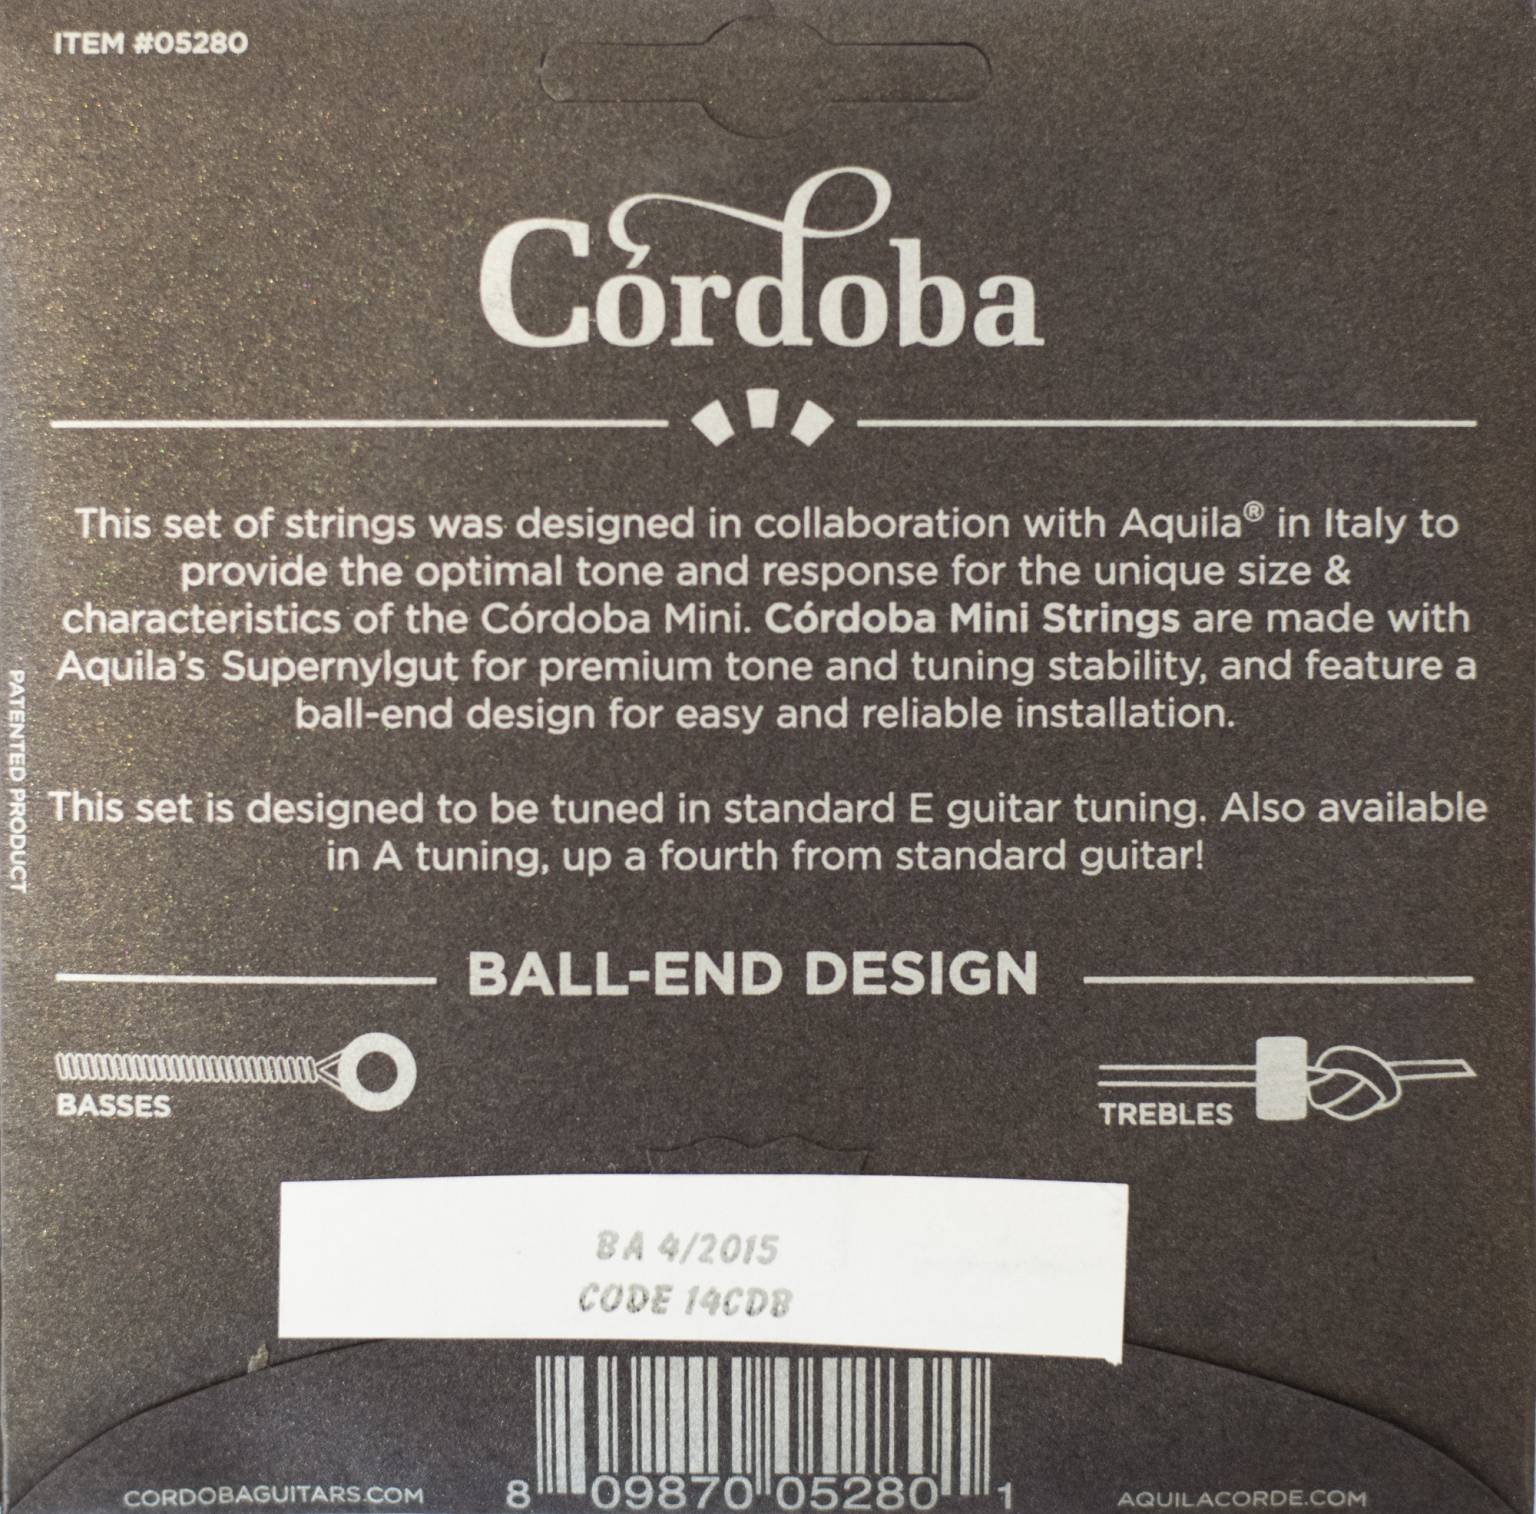 ITEM #05280
Córdoba
This set of strings was designed in collaboration with Aquila® in Italy to
provide the optimal tone and response for the unique size &
characteristics of the Córdoba Mini. Córdoba Mini Strings are made with
Aquila’s Supernylgut for premium tone and tuning stability, and feature a
ball-end design for easy and reliable installation.
PATENTED PRODUCT
This set is designed to be tuned in standard E guitar tuning. Also available
in A tuning, up a fourth from standard guitar!
BALL-END DESIGN
BASSES
TREBLES
BA 4/2015
CODE 14CDB
CORDOBAGUITARS.COM
8 09870 05280 1
AQUILACORDE.COM